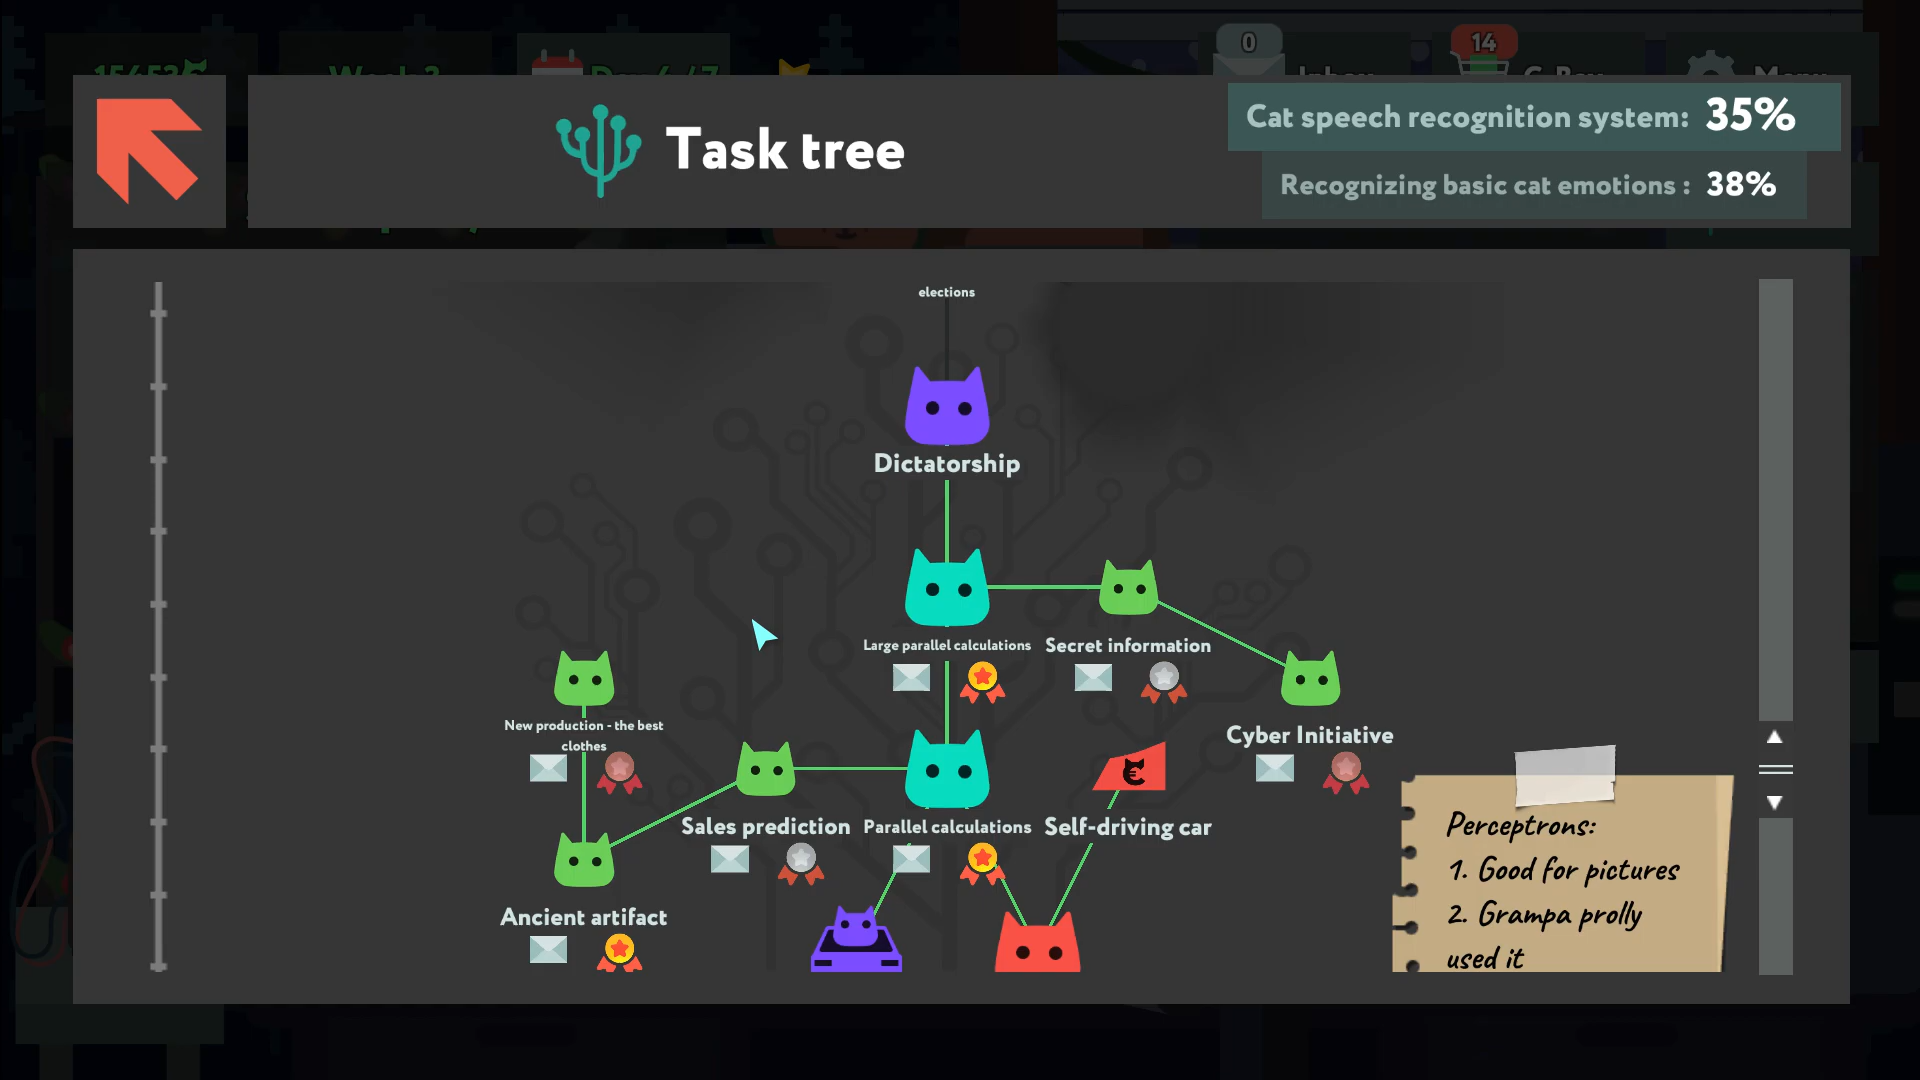 0
14
Cat speech recognition system: 35%
Task tree
Recognizing basic cat emotions : 38%
elections
Dictatorship
Large parallel calculations
Secret information
New production - the best
clothes
Cyber Initiative
Sales prediction
Parallel calculations
Self-driving car
Ancient artifact
Perceptrons:
1. Good for pictures
2. Grampa prolly
used it